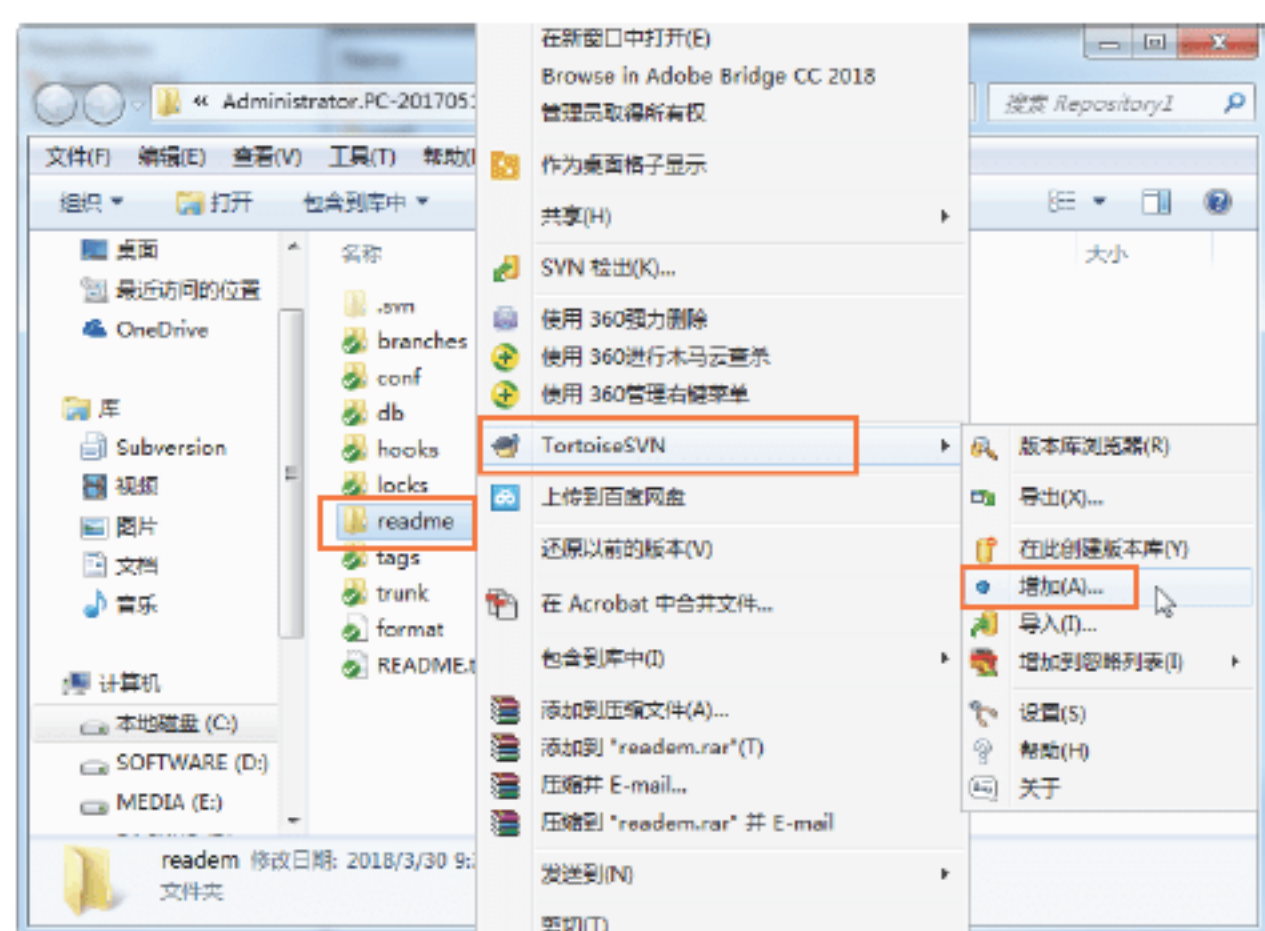 « Administrator.PC-201705
搜索 Repository1
文件(F) 编辑(E) 查看(V) 工具(T) 帮助(
组织 打开 包含到库中
桌面
最近访问的位置
OneDrive
库
Subversion
视频
图片
文档
音乐
计算机
本地磁盘 (C:)
SOFTWARE (D:)
MEDIA (E:)
名称
大小
.svn
branches
conf
db
hooks
locks
readme
tags
trunk
format
README.t
readem 修改日期: 2018/3/30 9:
文件夹
在新窗口中打开(E)
Browse in Adobe Bridge CC 2018
管理员取得所有权
作为桌面格子显示
共享(H)
SVN 检出(K)...
使用 360强力删除
使用 360进行木马云查杀
使用 360管理右键菜单
TortoiseSVN
上传到百度网盘
还原以前的版本(V)
在 Acrobat 中合并文件...
包含到库中(I)
添加到压缩文件(A)...
添加到 "readem.rar"(T)
压缩并 E-mail...
压缩到 "readem.rar" 并 E-mail
发送到(N)
剪切(T)
版本库浏览器(R)
导出(X)...
在此创建版本库(Y)
增加(A)...
导入(I)...
增加到忽略列表(I)
设置(S)
帮助(H)
关于